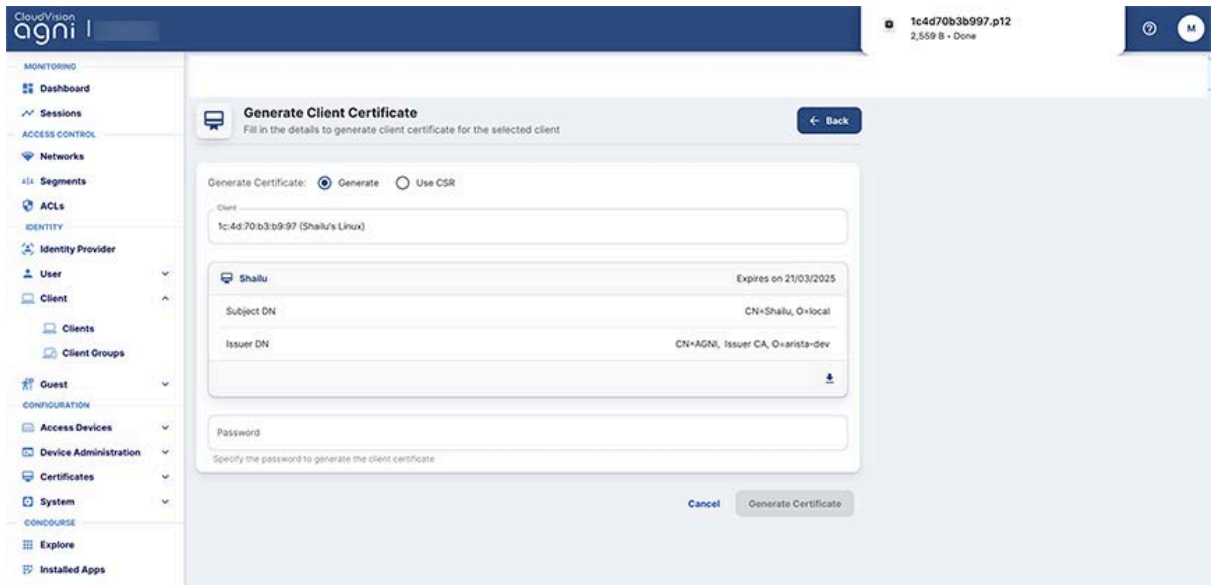 CloudVision
agni
1c4d70b3b997.p12
2,559 B • Done
M
MONITORING
Dashboard
Sessions
ACCESS CONTROL
Networks
Segments
ACLs
IDENTITY
Identity Provider
User
Client
Clients
Client Groups
Guest
CONFIGURATION
Access Devices
Device Administration
Certificates
System
CONCOURSE
Explore
Installed Apps
Generate Client Certificate
Fill in the details to generate client certificate for the selected client
Back
Generate Certificate: Generate Use CSR
Client
1c:4d:70:b3:b9:97 (Shailu's Linux)
Shailu Expires on 21/03/2025
Subject DN CN=Shailu, O=local
Issuer DN CN=AGNI, Issuer CA, O=arista-dev
Password
Specify the password to generate the client certificate
Cancel Generate Certificate